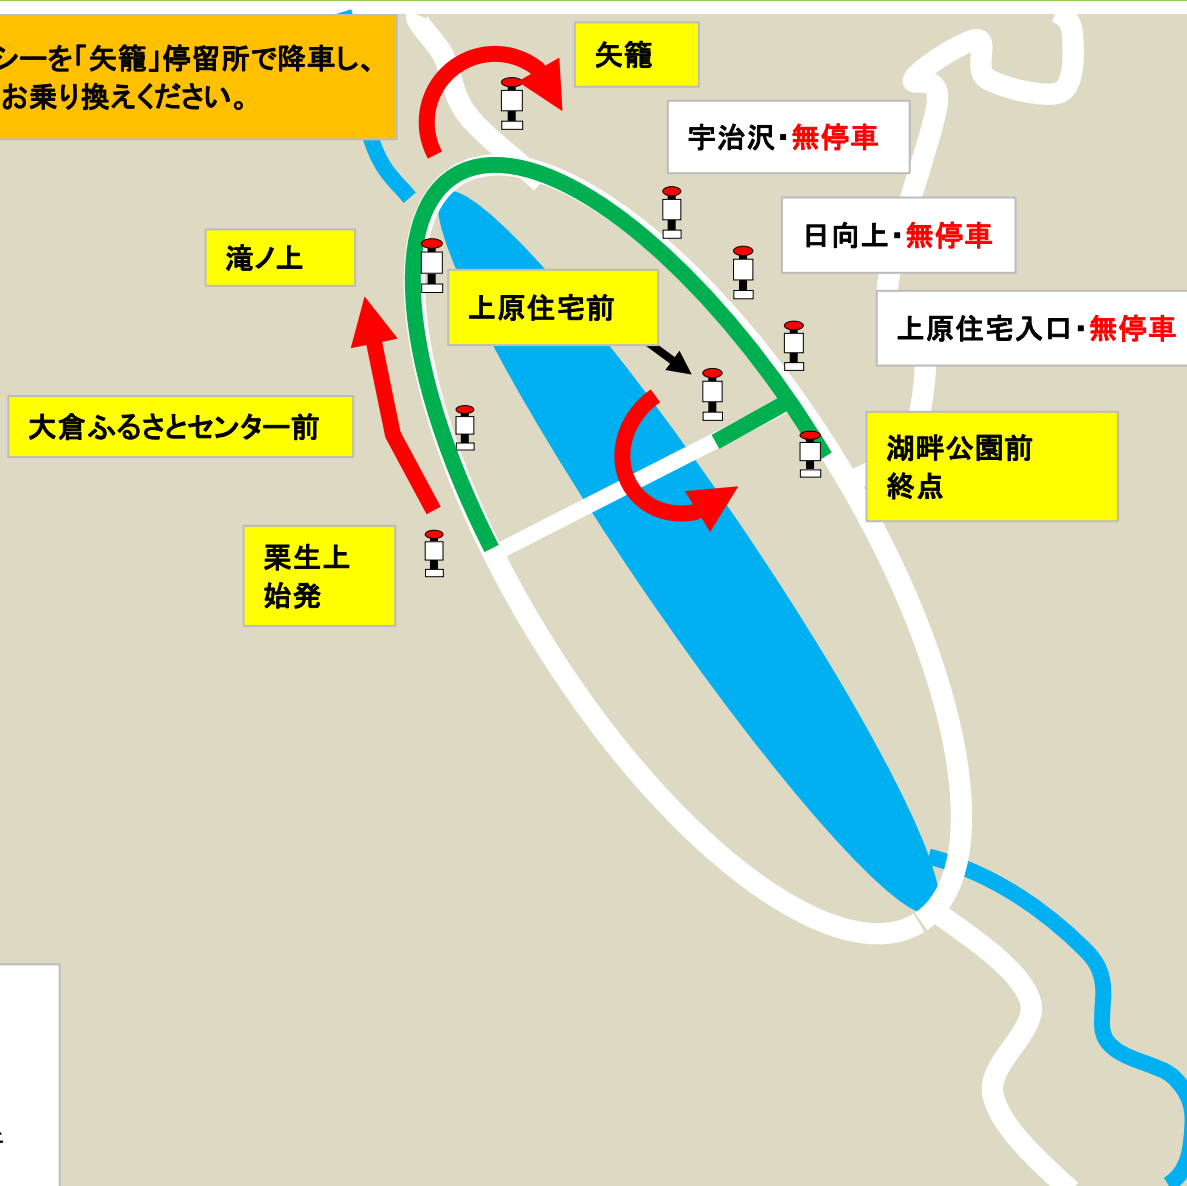 シーを「矢籠」停留所で降車し、
お乗り換えください。
矢籠
宇治沢・無停車
日向上・無停車
滝ノ上
上原住宅前
上原住宅入口・無停車
大倉ふるさとセンター前
湖畔公園前
終点
栗生上
始発